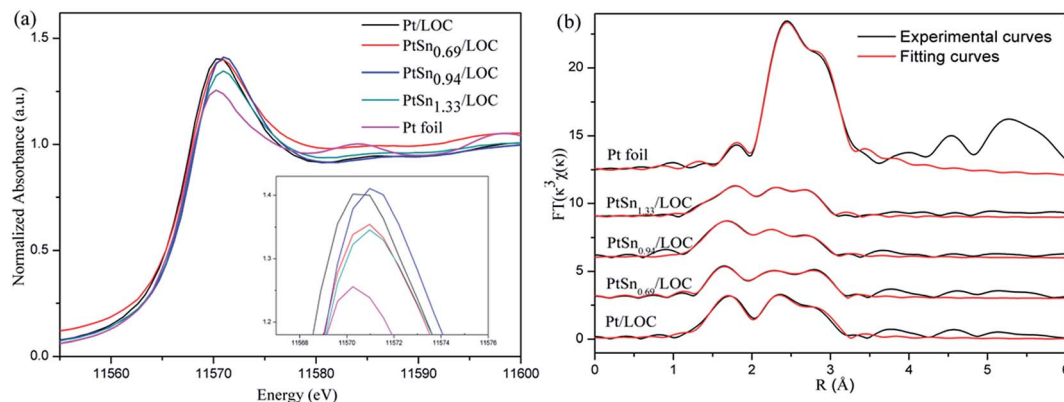 (a)
Pt/LOC
PtSn0.69/LOC
PtSn0.94/LOC
PtSn1.33/LOC
Pt foil
1.5
1.0
0.5
0.0
Normalized Absorbance (a.u.)
1.4
1.3
1.2
11568 11570 11572 11574 11576
11560 11570 11580 11590 11600
Energy (eV)
(b)
Experimental curves
Fitting curves
20
15
10
5
0
FT(κ³χ(κ))
Pt foil
PtSn1.33/LOC
PtSn0.94/LOC
PtSn0.69/LOC
Pt/LOC
0 1 2 3 4 5 6
R (Å)